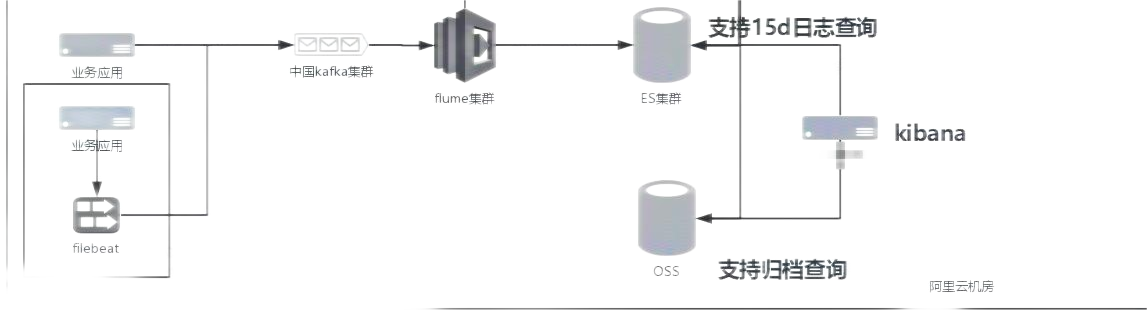 支持15d日志查询
业务应用
中国kafka集群
flume集群
ES集群
业务应用
kibana
filebeat
OSS
支持归档查询
阿里云机房